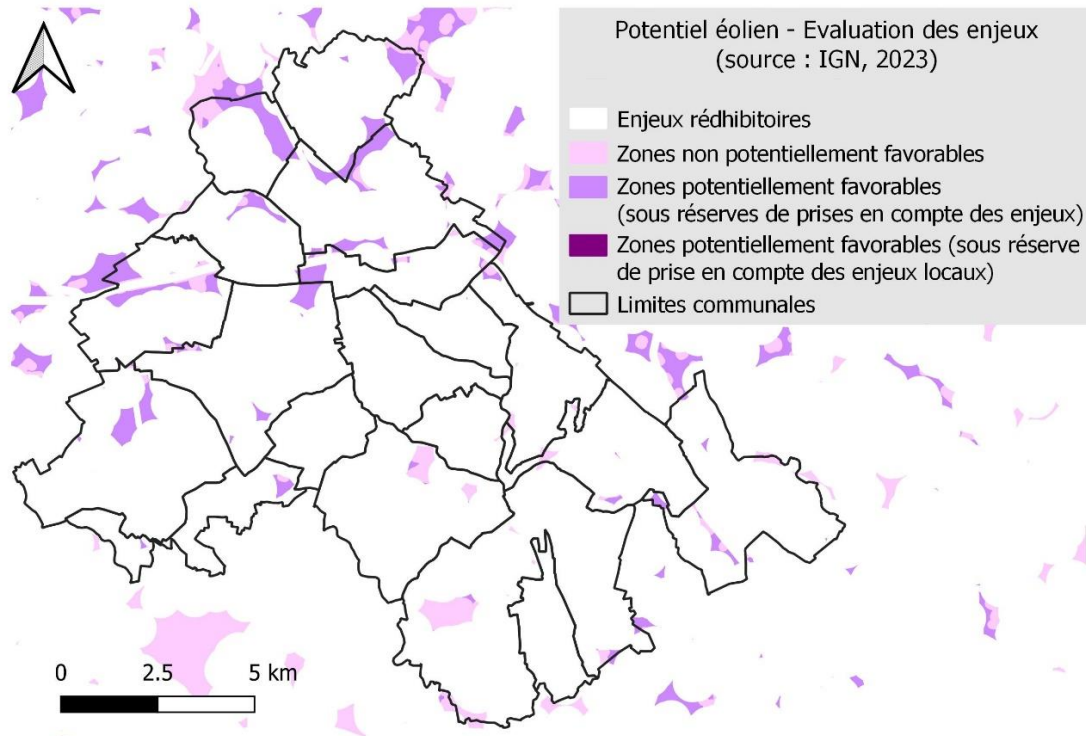 Potentiel éolien - Evaluation des enjeux
(source : IGN, 2023)
Enjeux rédhibitoires
Zones non potentiellement favorables
Zones potentiellement favorables
(sous réserves de prises en compte des enjeux)
Zones potentiellement favorables (sous réserve
de prise en compte des enjeux locaux)
Limites communales
0 2.5 5 km